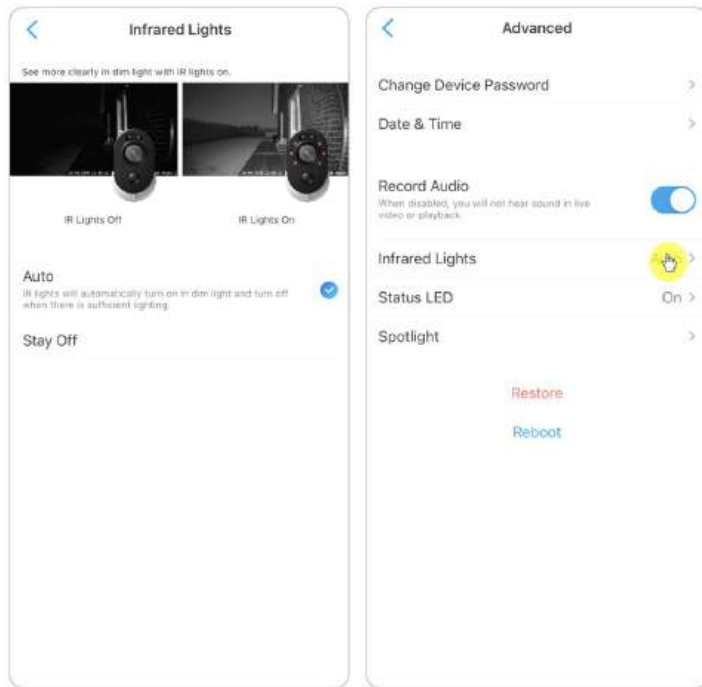 Infrared Lights
See more clearly in dim light with IR lights on.
IR Lights Off
IR Lights On
Auto
IR lights will automatically turn on in dim light and turn off
when there is sufficient lighting.
Stay Off
Advanced
Change Device Password
Date & Time
Record Audio
When disabled, you will not hear sound in live
video or playback.
Infrared Lights
Status LED
On
Spotlight
Restore
Reboot